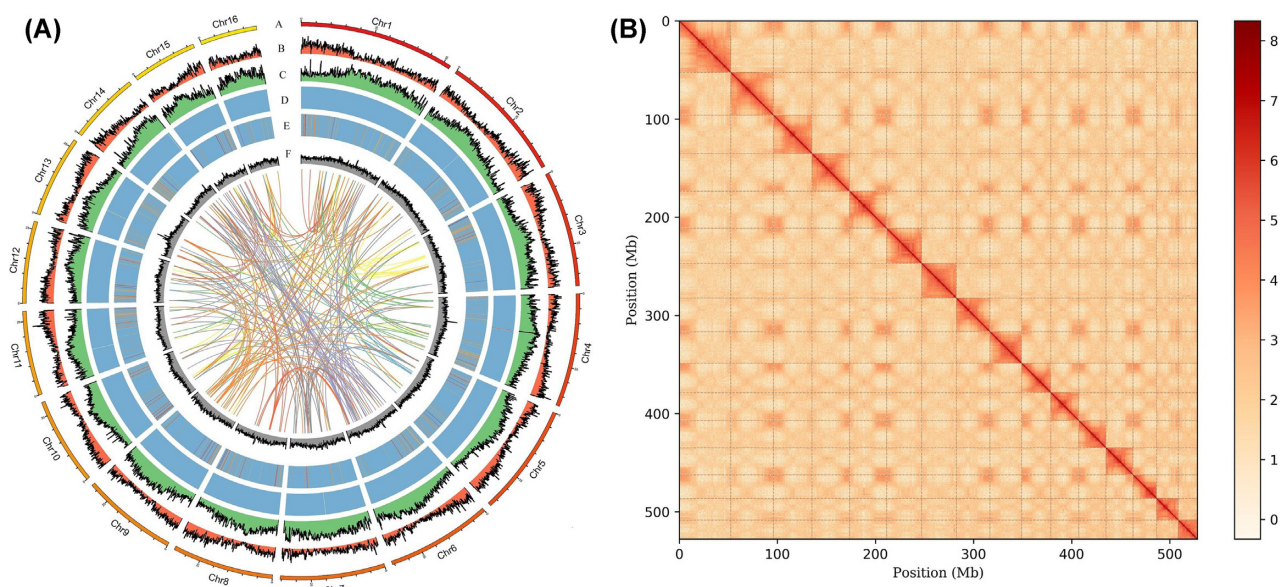 (A)
Chr16
A
Chr1
Chr15
B
Chr14
C
Chr2
D
Chr13
E
F
Chr3
Chr12
Chr4
Chr11
Chr10
Chr5
Chr9
Chr6
Chr8
(B)
0
100
200
300
400
500
Position (Mb)
0
100
200
300
400
500
Position (Mb)
8
7
6
5
4
3
2
1
0